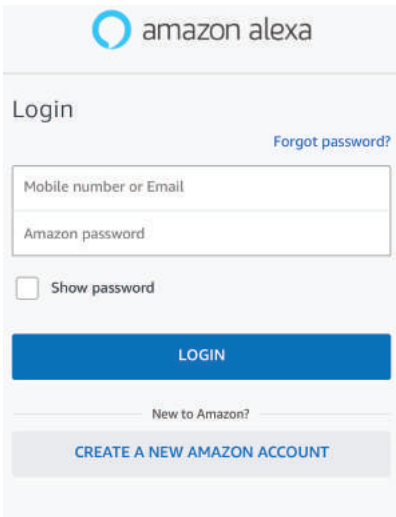 amazon alexa
Login
Forgot password?
Mobile number or Email
Amazon password
Show password
LOGIN
New to Amazon?
CREATE A NEW AMAZON ACCOUNT